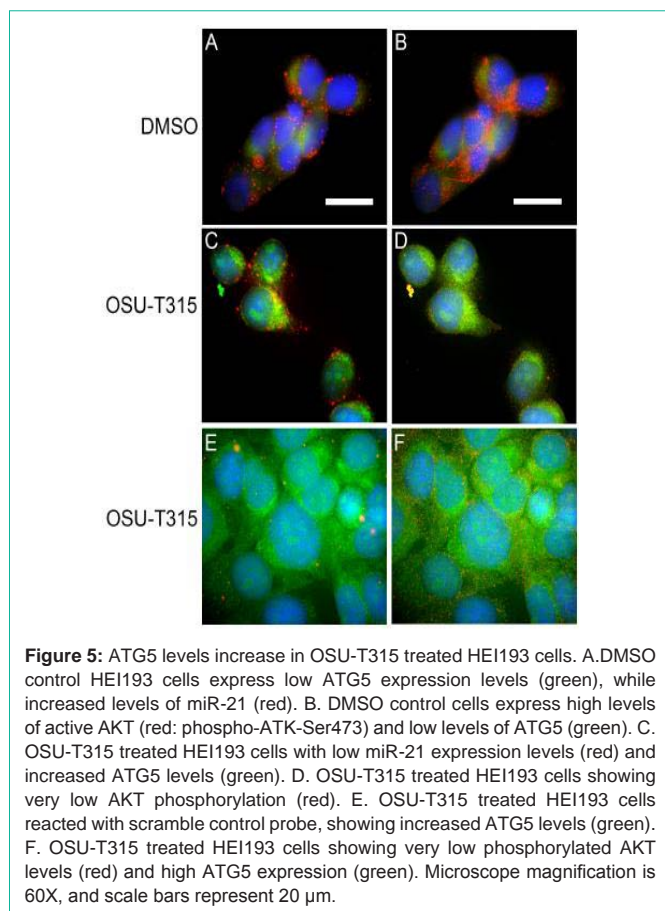 A
B
DMSO
C
D
OSU-T315
E
F
OSU-T315
Figure 5: ATG5 levels increase in OSU-T315 treated HEI193 cells. A.DMSO
control HEI193 cells express low ATG5 expression levels (green), while
increased levels of miR-21 (red). B. DMSO control cells express high levels
of active AKT (red: phospho-ATK-Ser473) and low levels of ATG5 (green). C.
OSU-T315 treated HEI193 cells with low miR-21 expression levels (red) and
increased ATG5 levels (green). D. OSU-T315 treated HEI193 cells showing
very low AKT phosphorylation (red). E. OSU-T315 treated HEI193 cells
reacted with scramble control probe, showing increased ATG5 levels (green).
F. OSU-T315 treated HEI193 cells showing very low phosphorylated AKT
levels (red) and high ATG5 expression (green). Microscope magnification is
60X, and scale bars represent 20 µm.